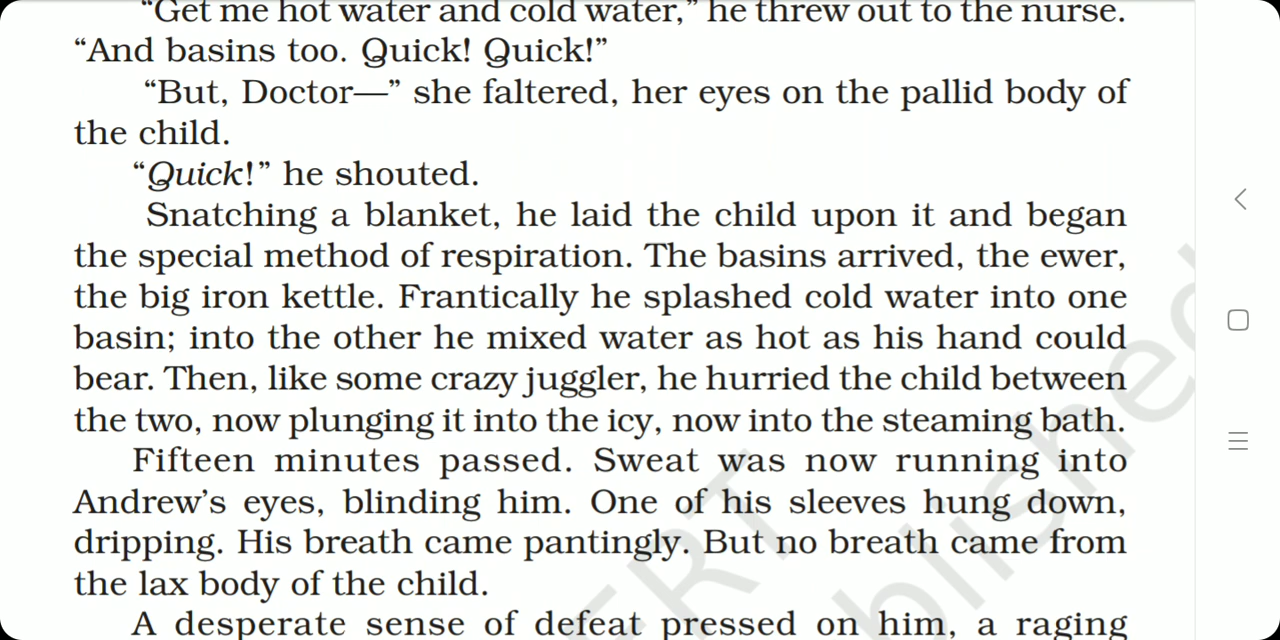 “Get me hot water and cold water,” he threw out to the nurse.
“And basins too. Quick! Quick!”
“But, Doctor—” she faltered, her eyes on the pallid body of
the child.
“Quick!” he shouted.
Snatching a blanket, he laid the child upon it and began
the special method of respiration. The basins arrived, the ewer,
the big iron kettle. Frantically he splashed cold water into one
basin; into the other he mixed water as hot as his hand could
bear. Then, like some crazy juggler, he hurried the child between
the two, now plunging it into the icy, now into the steaming bath.
Fifteen minutes passed. Sweat was now running into
Andrew’s eyes, blinding him. One of his sleeves hung down,
dripping. His breath came pantingly. But no breath came from
the lax body of the child.
A desperate sense of defeat pressed on him, a raging